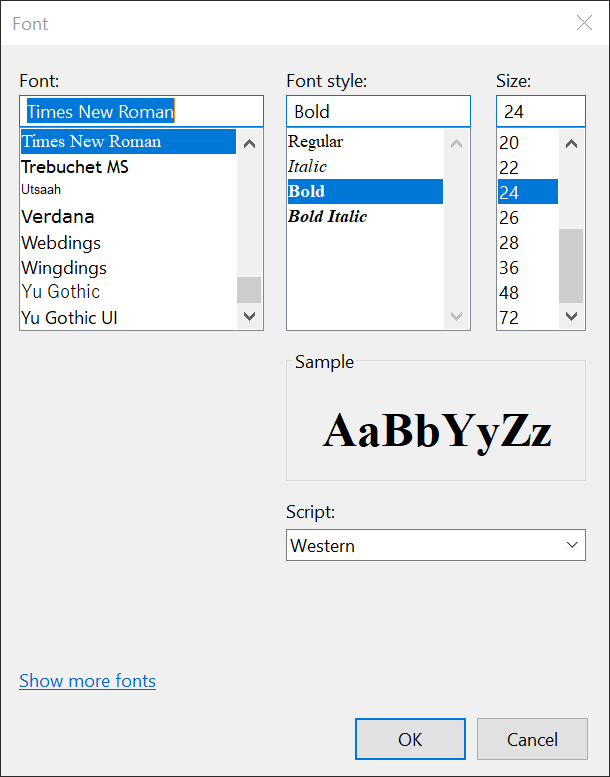 Font
Font:
Font style:
Size:
Times New Roman
Bold
24
Times New Roman
Trebuchet MS
Utsaah
Verdana
Webdings
Wingdings
Yu Gothic
Yu Gothic UI
Regular
Italic
Bold
Bold Italic
20
22
24
26
28
36
48
72
Sample
AaBbYyZz
Script:
Western
Show more fonts
OK
Cancel